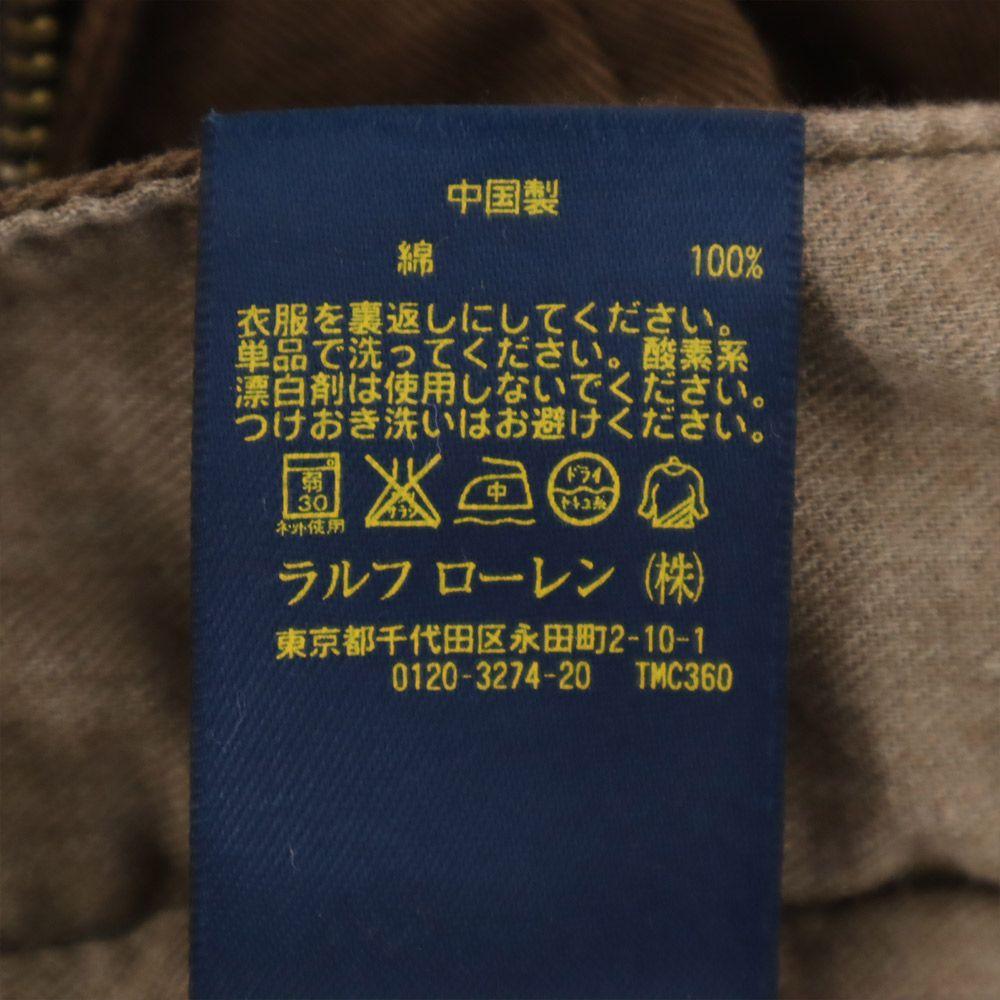 中国製
綿 100%
衣服を裏返しにしてください。
単品で洗ってください。酸素系
漂白剤は使用しないでください。
つけおき洗いはお避けください。
弱 中 ドライ
30
ネット使用
ラルフ ローレン (株)
東京都千代田区永田町2-10-1
0120-3274-20 TMC360